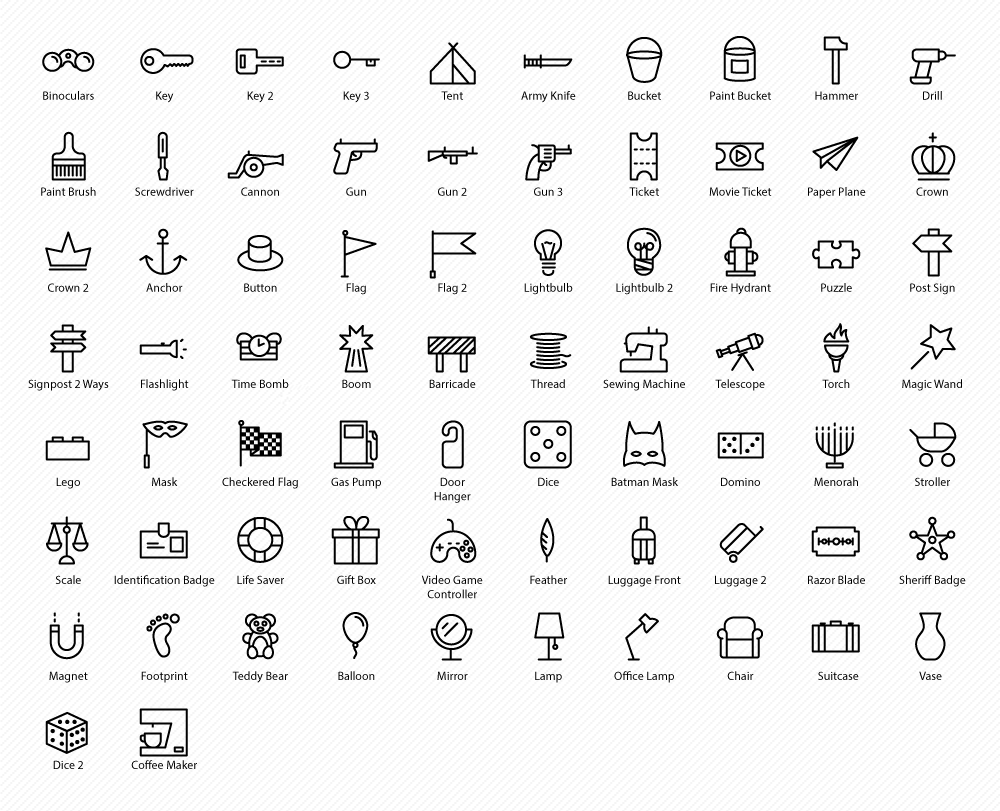 Binoculars Key Key 2 Key 3 Tent Army Knife Bucket Paint Bucket Hammer Drill
Paint Brush Screwdriver Cannon Gun Gun 2 Gun 3 Ticket Movie Ticket Paper Plane Crown
Crown 2 Anchor Button Flag Flag 2 Lightbulb Lightbulb 2 Fire Hydrant Puzzle Post Sign
Signpost 2 Ways Flashlight Time Bomb Boom Barricade Thread Sewing Machine Telescope Torch Magic Wand
Lego Mask Checkered Flag Gas Pump Door Dice Batman Mask Domino Menorah Stroller
Hanger
Scale Identification Badge Life Saver Gift Box Video Game Feather Luggage Front Luggage 2 Razor Blade Sheriff Badge
Controller
Magnet Footprint Teddy Bear Balloon Mirror Lamp Office Lamp Chair Suitcase Vase
Dice 2 Coffee Maker